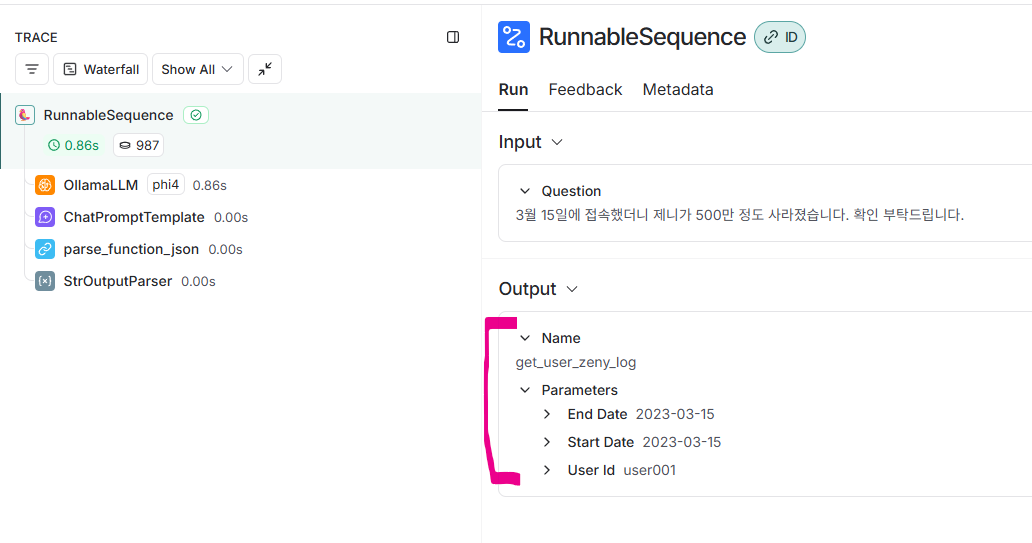 TRACE
Waterfall
Show All
RunnableSequence
0.86s
987
OllamaLLM phi4 0.86s
ChatPromptTemplate 0.00s
parse_function_json 0.00s
StrOutputParser 0.00s
RunnableSequence ID
Run Feedback Metadata
Input
Question
3월 15일에 접속했더니 제니가 500만 정도 사라졌습니다. 확인 부탁드립니다.
Output
Name
get_user_zeny_log
Parameters
End Date 2023-03-15
Start Date 2023-03-15
User Id user001